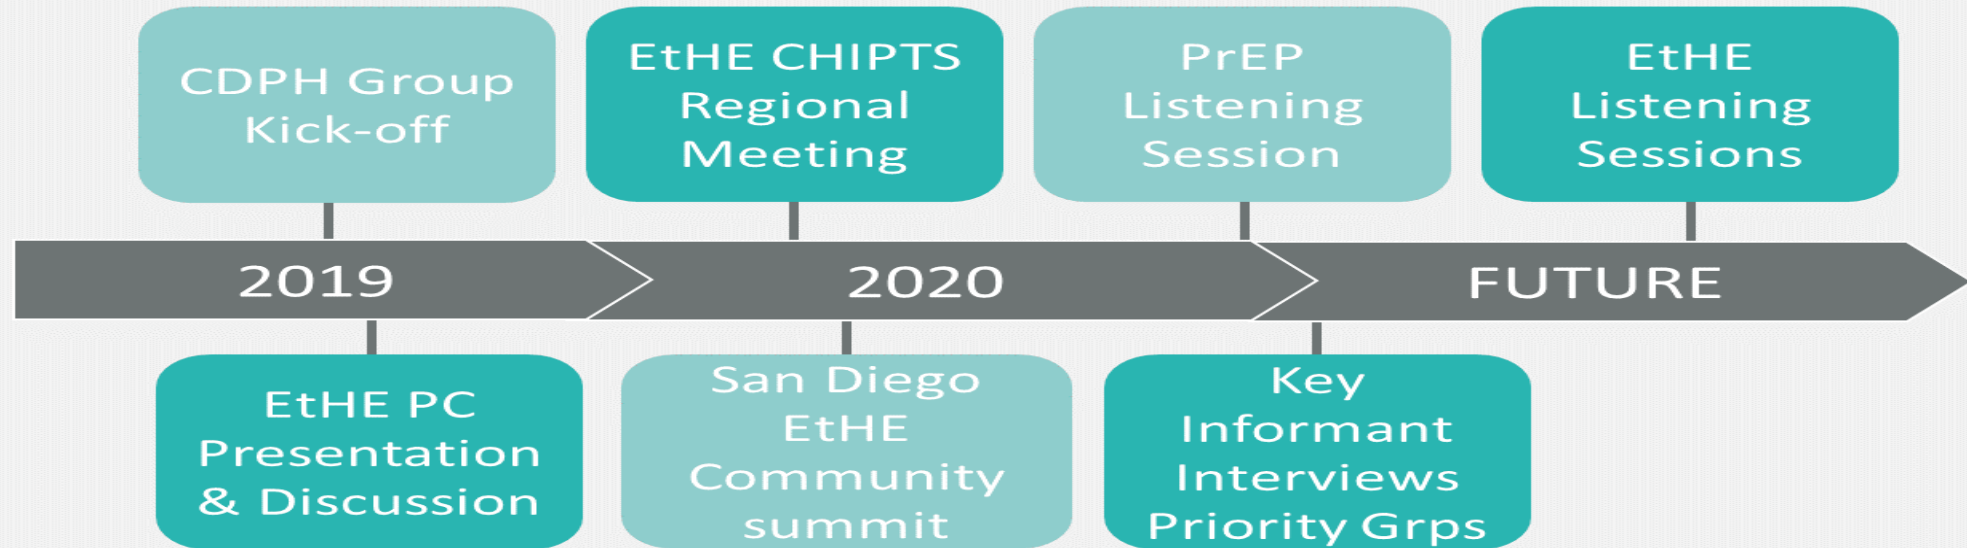 CDPH Group
Kick-off
EtHE CHIPTS
Regional
Meeting
PrEP
Listening
Session
EtHE
Listening
Sessions
2019
2020
FUTURE
EtHE PC
Presentation
& Discussion
San Diego
EtHE
Community
summit
Key
Informant
Interviews
Priority Grps